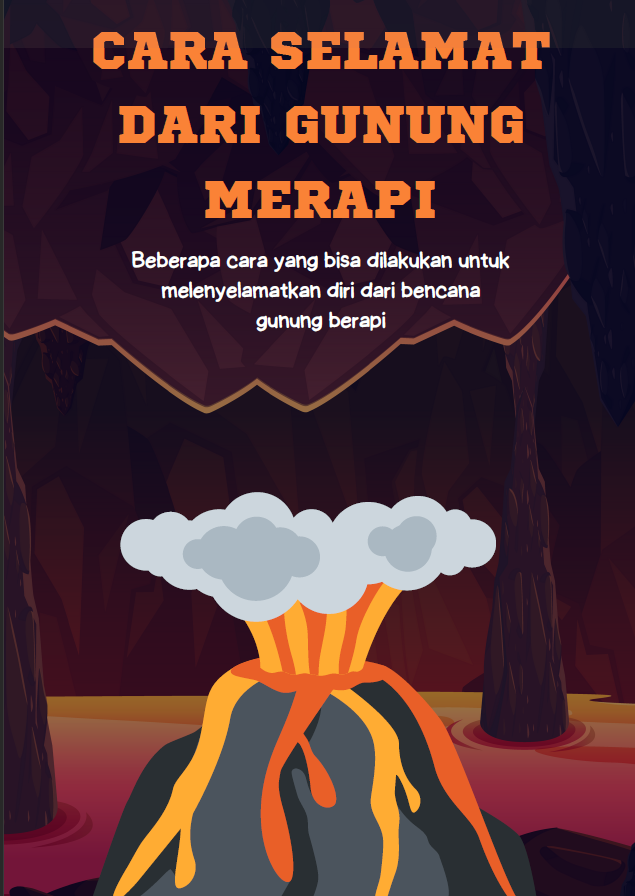 CARA SELAMAT
DARI GUNUNG
MERAPI
Beberapa cara yang bisa dilakukan untuk
melenyelamatkan diri dari bencana
gunung berapi